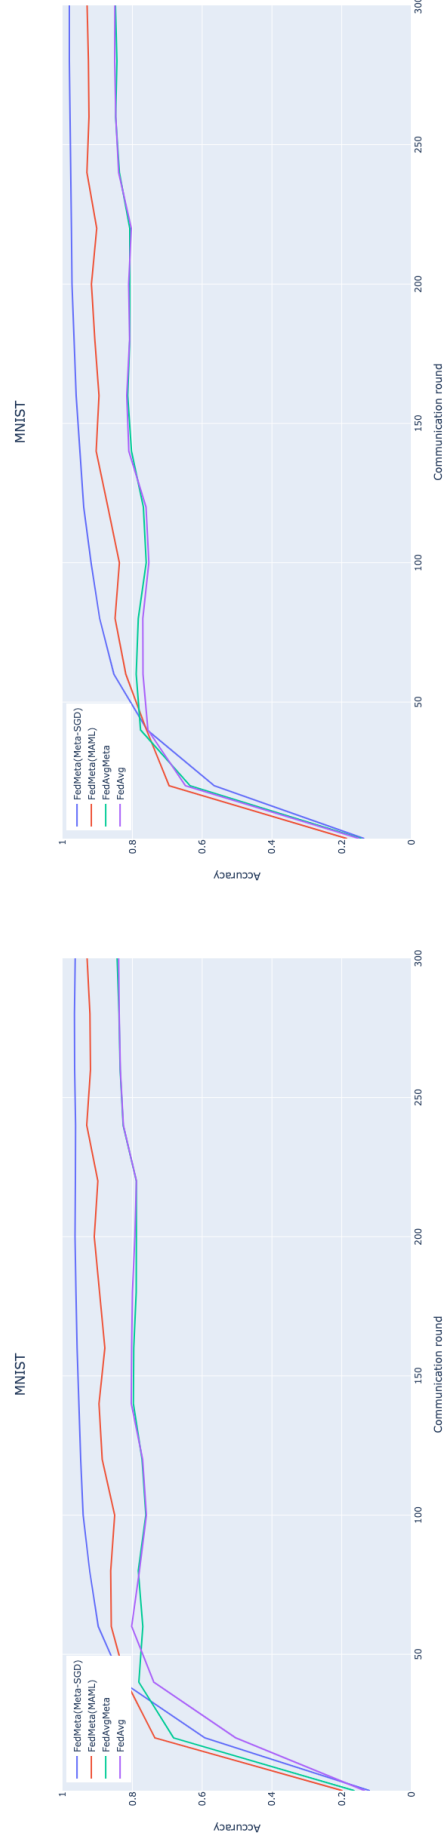 MNIST
FedMeta(Meta-SGD)
FedMeta(MAML)
FedAvgMeta
FedAvg
1
0.8
0.6
0.4
0.2
0
Accuracy
50
100
150
200
250
300
Communication round
MNIST
FedMeta(Meta-SGD)
FedMeta(MAML)
FedAvgMeta
FedAvg
1
0.8
0.6
0.4
0.2
0
Accuracy
50
100
150
200
250
300
Communication round